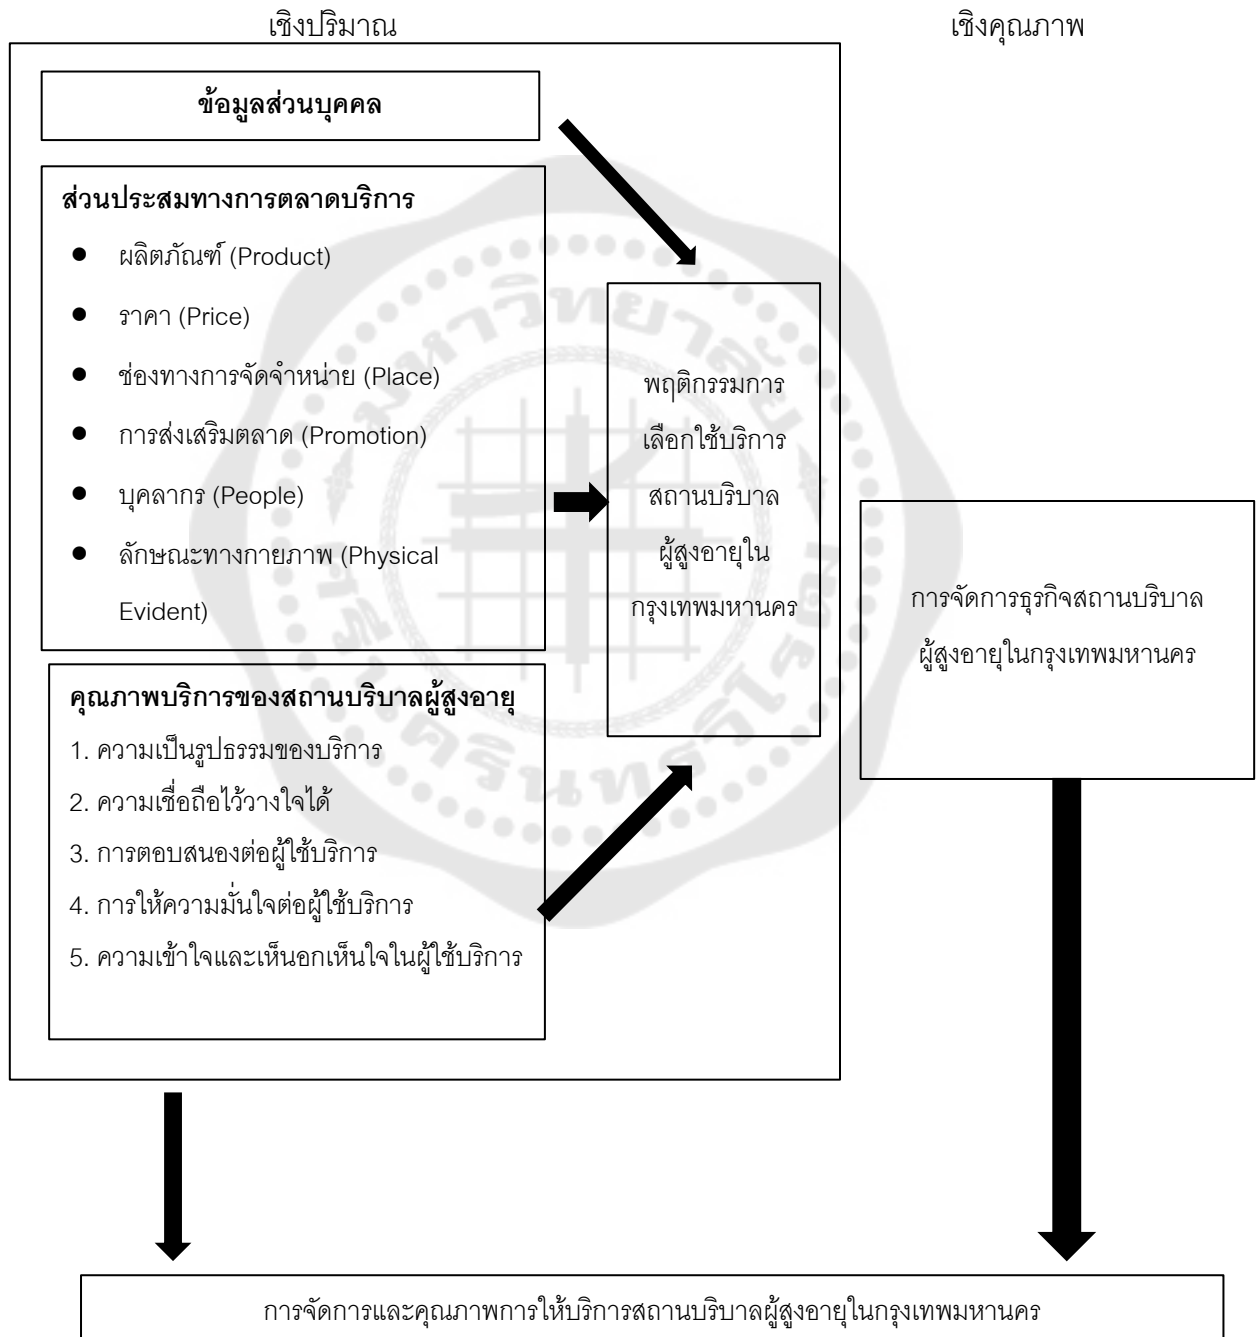 เชิงปริมาณ
เชิงคุณภาพ
ข้อมูลส่วนบุคคล
ส่วนประสมทางการตลาดบริการ
● ผลิตภัณฑ์ (Product)
● ราคา (Price)
● ช่องทางการจัดจำหน่าย (Place)
● การส่งเสริมตลาด (Promotion)
● บุคลากร (People)
● ลักษณะทางกายภาพ (Physical
Evident)
คุณภาพบริการของสถานบริบาลผู้สูงอายุ
1. ความเป็นรูปธรรมของบริการ
2. ความเชื่อถือไว้วางใจได้
3. การตอบสนองต่อผู้ใช้บริการ
4. การให้ความมั่นใจต่อผู้ใช้บริการ
5. ความเข้าใจและเห็นอกเห็นใจในผู้ใช้บริการ
พฤติกรรมการ
เลือกใช้บริการ
สถานบริบาล
ผู้สูงอายุใน
กรุงเทพมหานคร
การจัดการธุรกิจสถานบริบาล
ผู้สูงอายุในกรุงเทพมหานคร
การจัดการและคุณภาพการให้บริการสถานบริบาลผู้สูงอายุในกรุงเทพมหานคร
มหาวิทยาลัย
ศรีนครินทรวิโรฒ